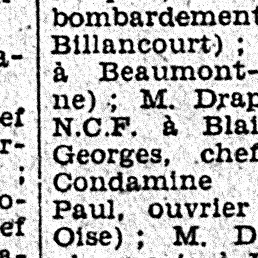 bombardement
Billancourt) ;
à Beaumont-
ne) ; M. Drap
N.C.F. à Blai
Georges, chef
Condamine
Paul, ouvrier
Oise) ; M. D
a-
ef
r-
;
o-
ef